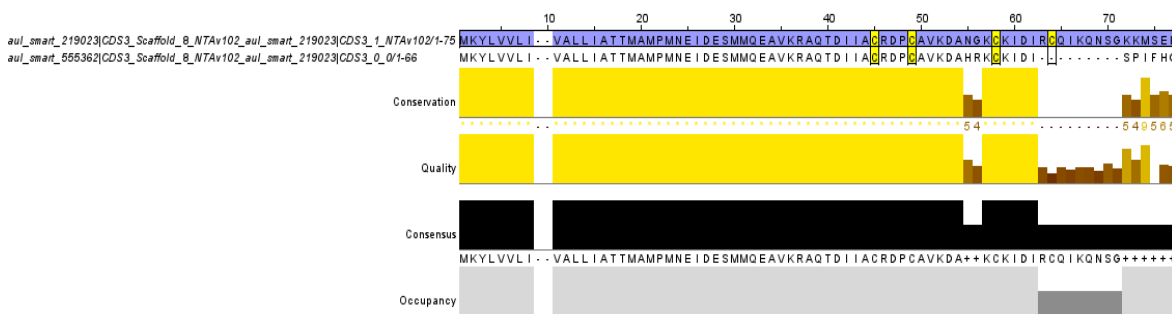 10 20 30 40 50 60 70
aul_smart_219023|CDS3_Scaffold_8_NTAv102_aul_smart_219023|CDS3_1_NTAv102/1-75 MKYLVVLI--VALLIATTMAMPMNEIDESMMQEAVKRAQTDIIACRDPCAVKDANGKCKIDIRCQIKQNSGKKMSE
aul_smart_555362|CDS3_Scaffold_8_NTAv102_aul_smart_219023|CDS3_0_0/1-66 MKYLVVLI--VALLIATTMAMPMNEIDESMMQEAVKRAQTDIIACRDPCAVKDAHRKCKIDI---------SPIFH
Conservation
********--********************************************54******---------549565
Quality
Consensus
MKYLVVLI--VALLIATTMAMPMNEIDESMMQEAVKRAQTDIIACRDPCAVKDA++KCKIDIRCQIKQNSG++++++
Occupancy